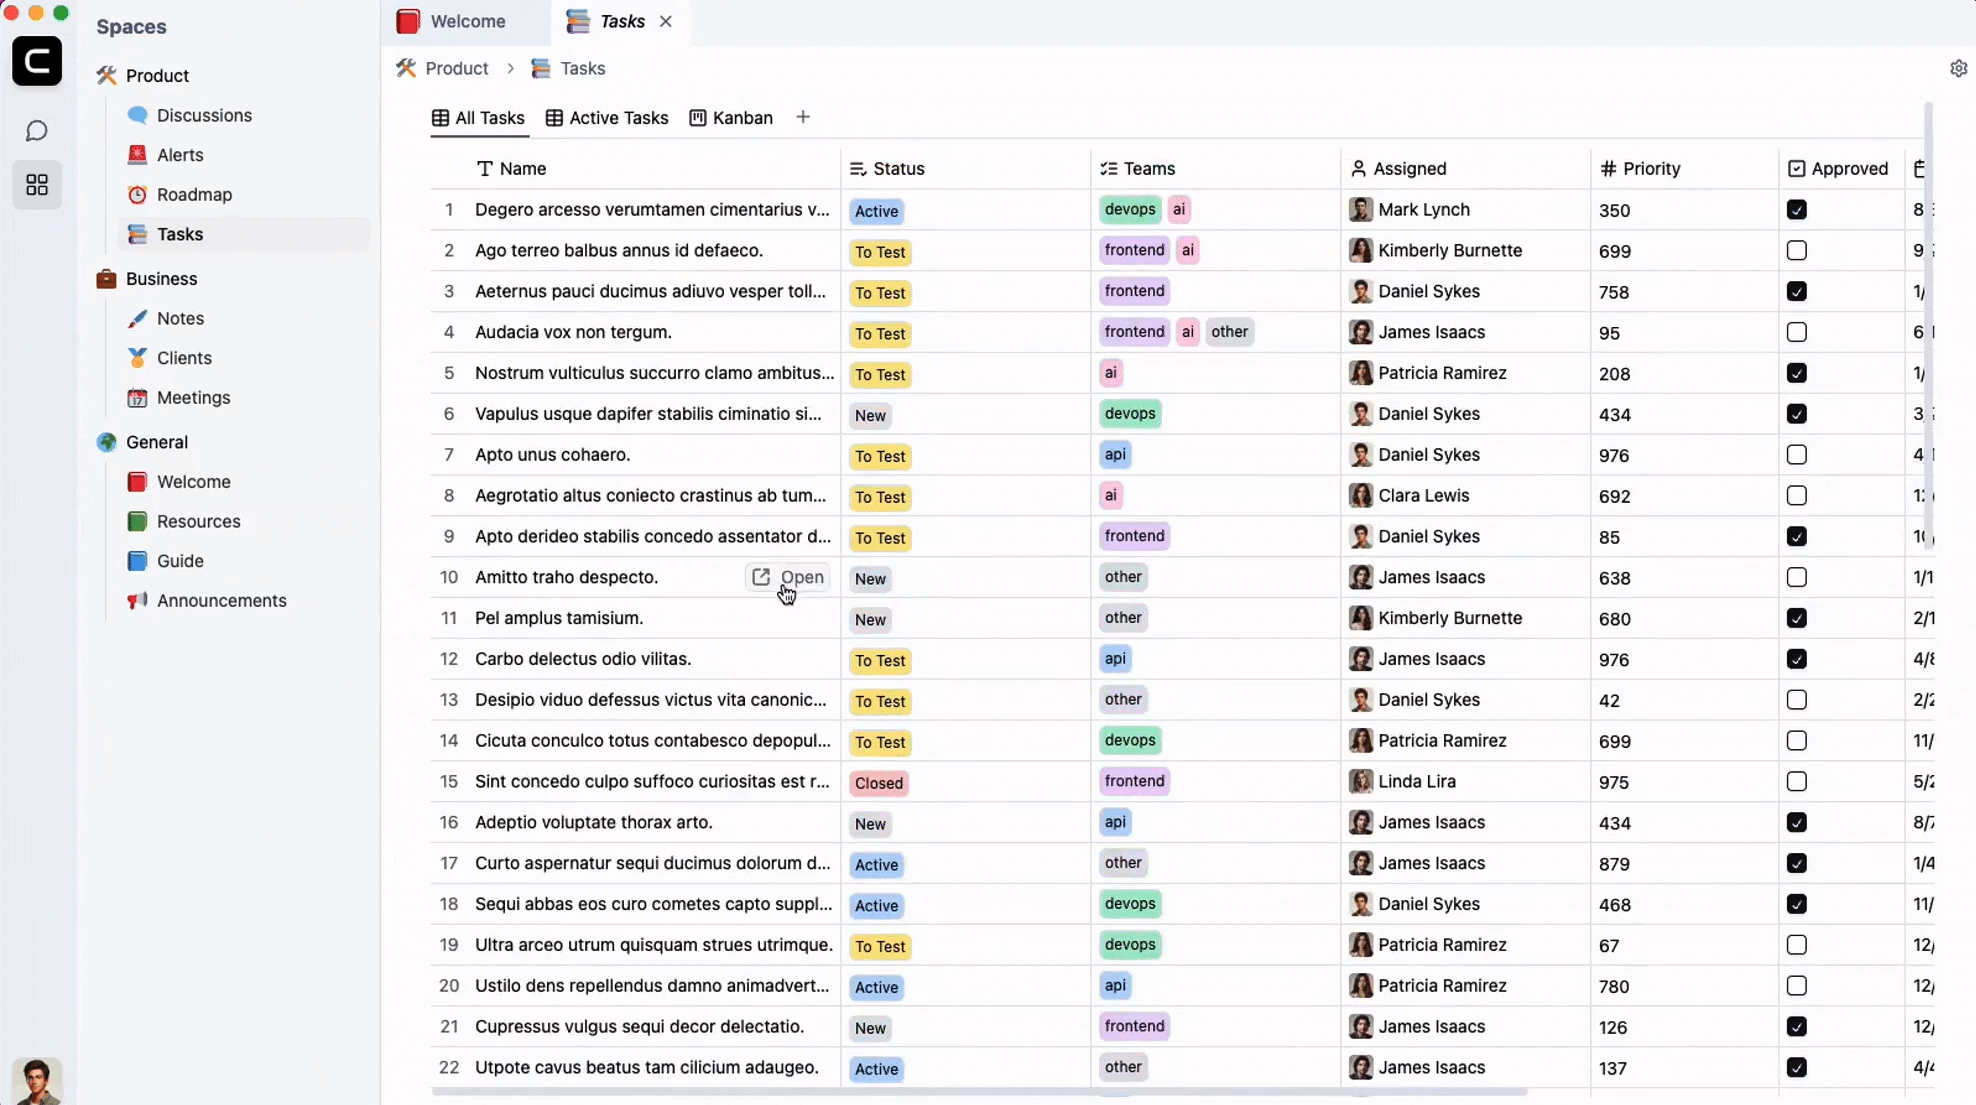 Spaces
Welcome
Tasks
Product
Discussions
Alerts
Roadmap
Tasks
Business
Notes
Clients
Meetings
General
Welcome
Resources
Guide
Announcements
Product > Tasks
All Tasks Active Tasks Kanban +
Name Status Teams Assigned # Priority Approved
1 Degero arcesso verumtamen cimentarius v... Active devops ai Mark Lynch 350
2 Ago terreo balbus annus id defaeco. To Test frontend ai Kimberly Burnette 699
3 Aeternus pauci ducimus adiuvo vesper toll... To Test frontend Daniel Sykes 758 1/
4 Audacia vox non tergum. To Test frontend ai other James Isaacs 95
5 Nostrum vulticulus succurro clamo ambitus... To Test ai Patricia Ramirez 208 1/
6 Vapulus usque dapifer stabilis ciminatio si... New devops Daniel Sykes 434
7 Apto unus cohaero. To Test api Daniel Sykes 976
8 Aegrotatio altus coniecto crastinus ab tum... To Test ai Clara Lewis 692
9 Apto derideo stabilis concedo assentator d... To Test frontend Daniel Sykes 85
10 Amitto traho despecto. Open New other James Isaacs 638 1/1
11 Pel amplus tamisium. New other Kimberly Burnette 680 2/1
12 Carbo delectus odio vilitas. To Test api James Isaacs 976 4/8
13 Desipio viduo defessus victus vita canonic... To Test other Daniel Sykes 42 2/2
14 Cicuta conculco totus contabesco depopul... To Test devops Patricia Ramirez 699 11/
15 Sint concedo culpo suffoco curiositas est r... Closed frontend Linda Lira 975 5/2
16 Adeptio voluptate thorax arto. New api James Isaacs 434 8/7
17 Curto aspernatur sequi ducimus dolorum d... Active other James Isaacs 879 1/4
18 Sequi abbas eos curo cometes capto suppl... Active devops Daniel Sykes 468 11/
19 Ultra arceo utrum quisquam strues utrimque. To Test devops Patricia Ramirez 67 12/
20 Ustilo dens repellendus damno animadvert... Active api Patricia Ramirez 780 12/
21 Cupressus vulgus sequi decor delectatio. New frontend James Isaacs 126 12/
22 Utpote cavus beatus tam cilicium adaugeo. Active other James Isaacs 137 4/4